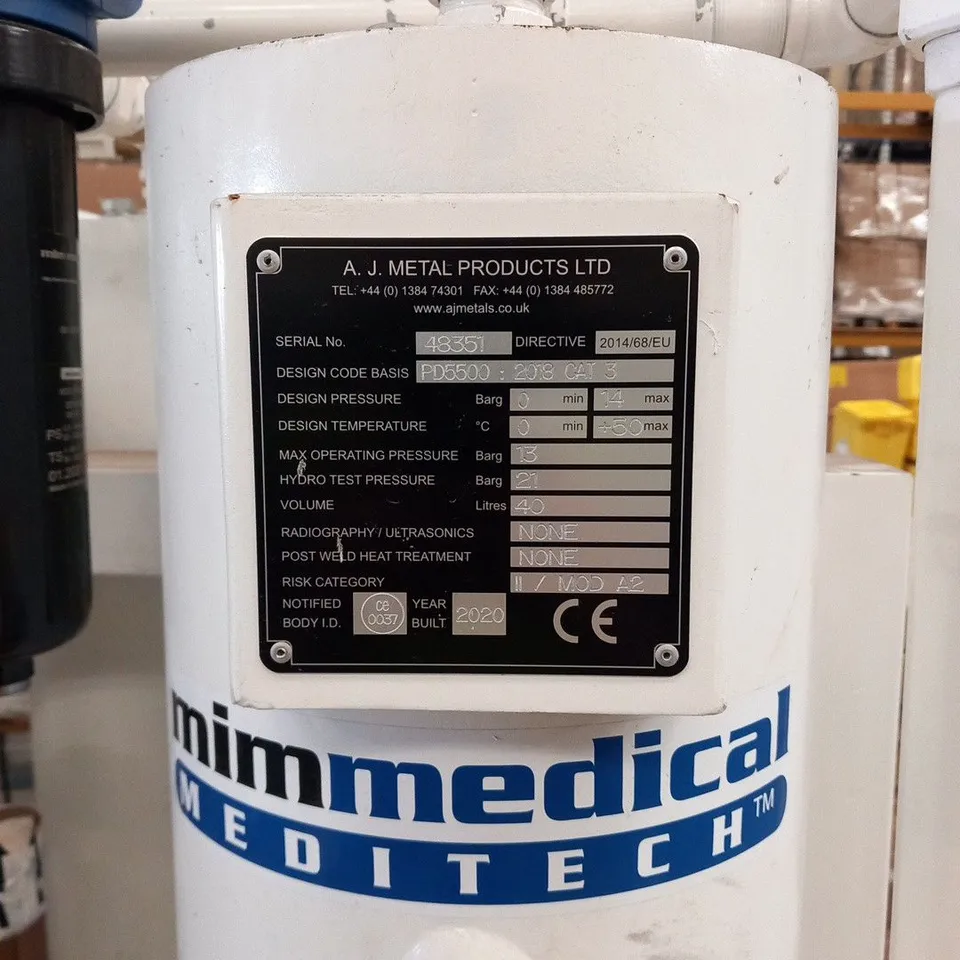 A. J. METAL PRODUCTS LTD
TEL: +44 (0) 1384 74301 FAX: +44 (0) 1384 485772
www.ajmetals.co.uk
SERIAL No. 48351 DIRECTIVE 2014/68/EU
DESIGN CODE BASIS PD5500 : 2018 CAT 3
DESIGN PRESSURE Barg 0 min 14 max
DESIGN TEMPERATURE °C 0 min +50 max
MAX OPERATING PRESSURE Barg 13
HYDRO TEST PRESSURE Barg 21
VOLUME Litres 40
RADIOGRAPHY / ULTRASONICS NONE
POST WELD HEAT TREATMENT NONE
RISK CATEGORY II / MOD A2
NOTIFIED BODY I.D. ce 0037 YEAR BUILT 2020 CE
mimmedical
MEDITECH™